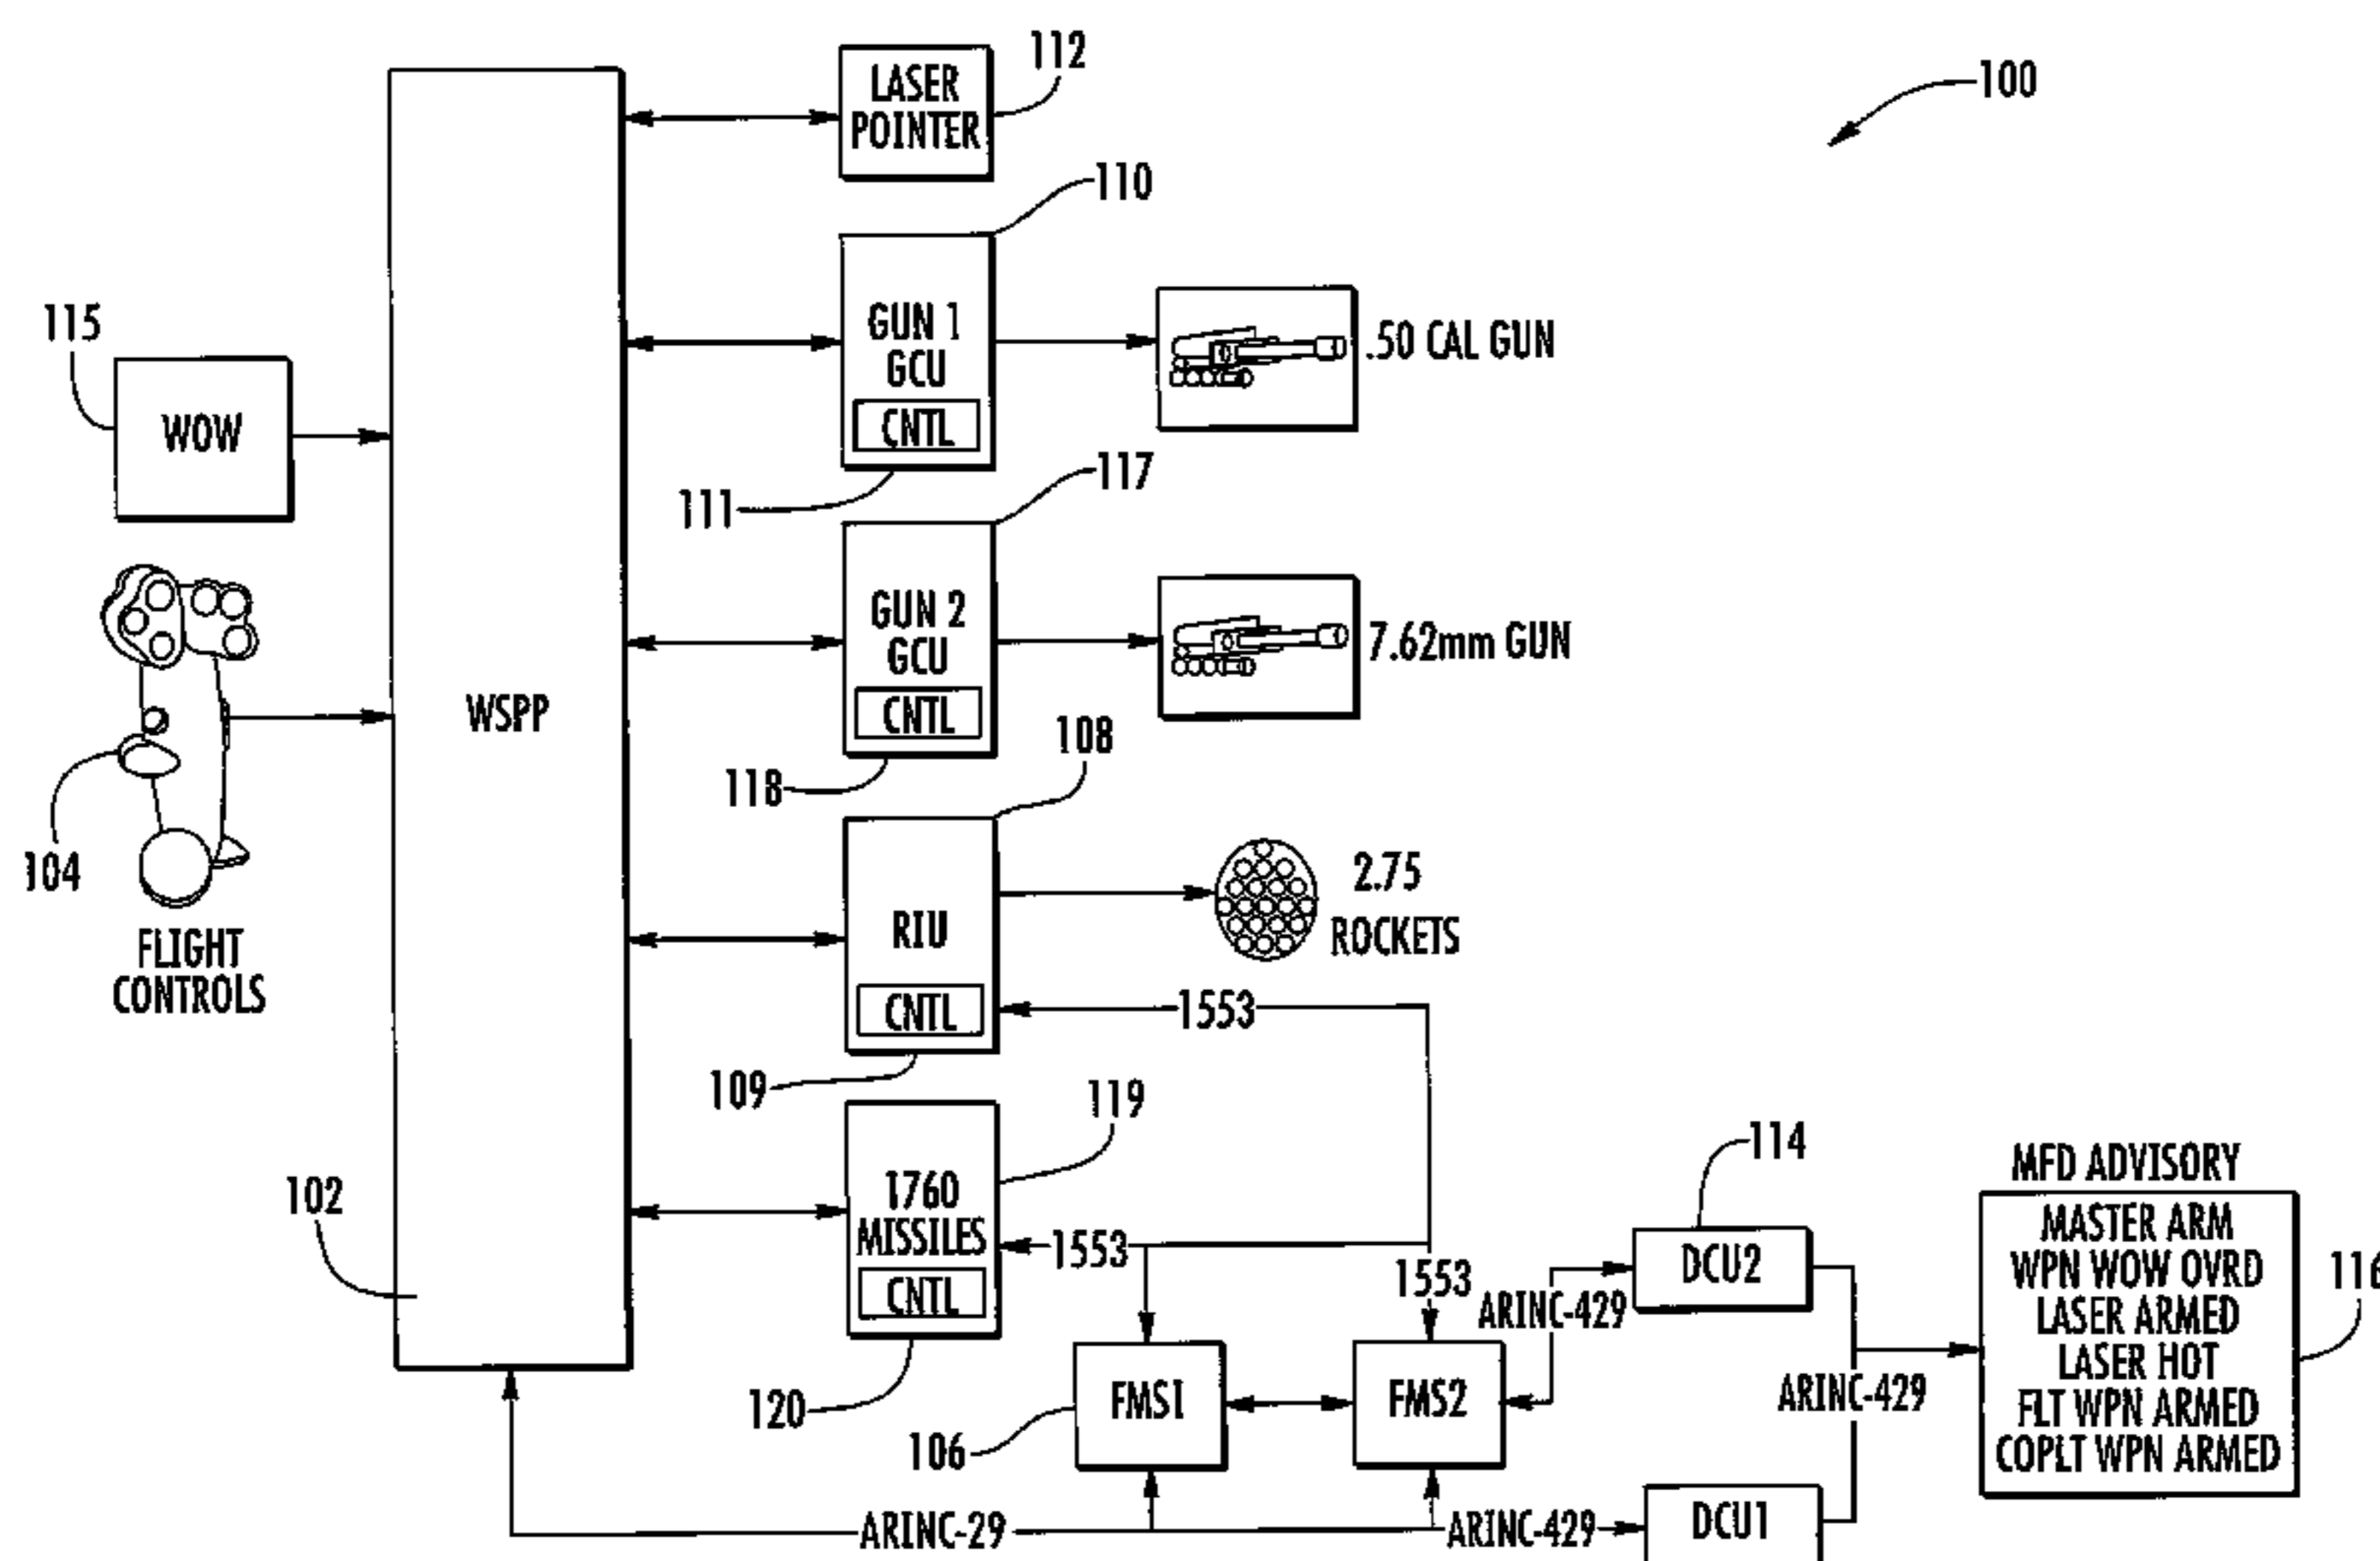 112
LASER
POINTER
100
110
GUN 1
GCU
CNTL
.50 CAL GUN
115
WOW
111
117
GUN 2
GCU
CNTL
7.62mm GUN
WSPP
118
108
104
FLIGHT
CONTROLS
RIU
CNTL
2.75
ROCKETS
1553
109
119
102
1760
MISSILES
CNTL
1553
1553
120
106
FMS1
FMS2
ARINC-429
114
DCU2
ARINC-429
MFD ADVISORY
MASTER ARM
WPN WOW OVRD
LASER ARMED
LASER HOT
FLT WPN ARMED
COPLT WPN ARMED
116
ARINC-29
ARINC-429
DCU1